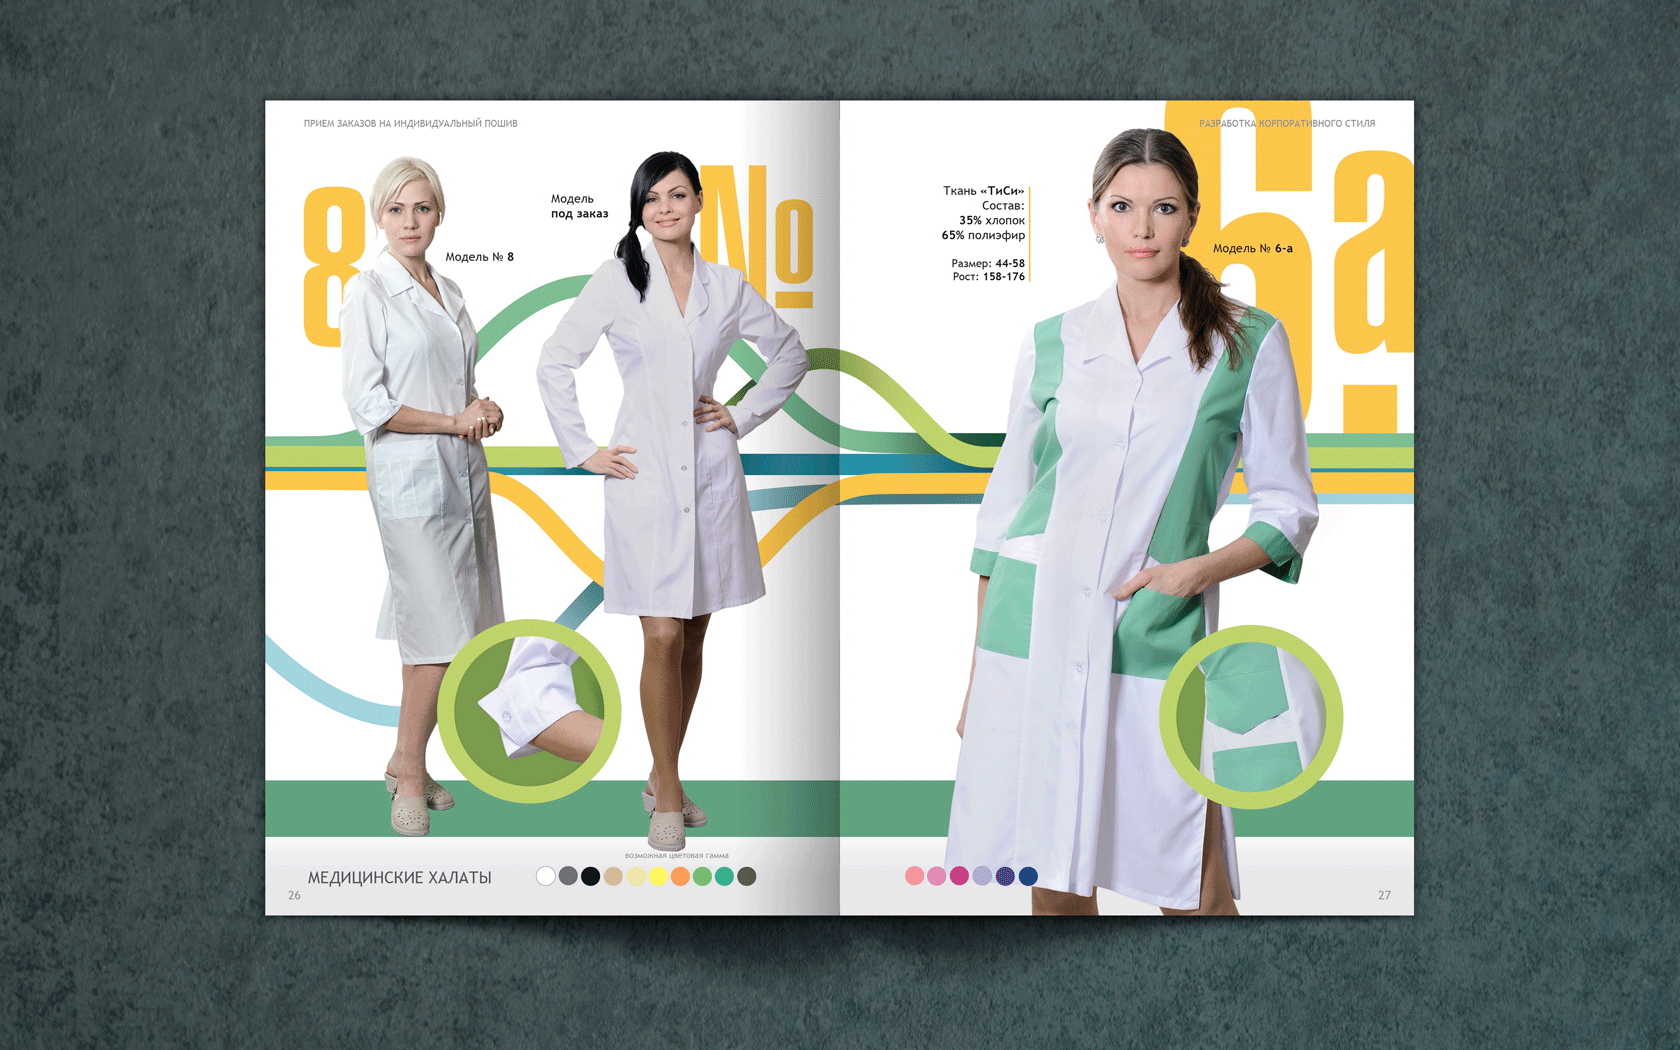 ПРИЕМ ЗАКАЗОВ НА ИНДИВИДУАЛЬНЫЙ ПОШИВ
8
Модель № 8
Модель
под заказ
№
МЕДИЦИНСКИЕ ХАЛАТЫ
возможная цветовая гамма
26
РАЗРАБОТКА КОРПОРАТИВНОГО СТИЛЯ
6а.
Ткань «ТиСи»
Состав:
35% хлопок
65% полиэфир
Размер: 44-58
Рост: 158-176
Модель № 6-а
27